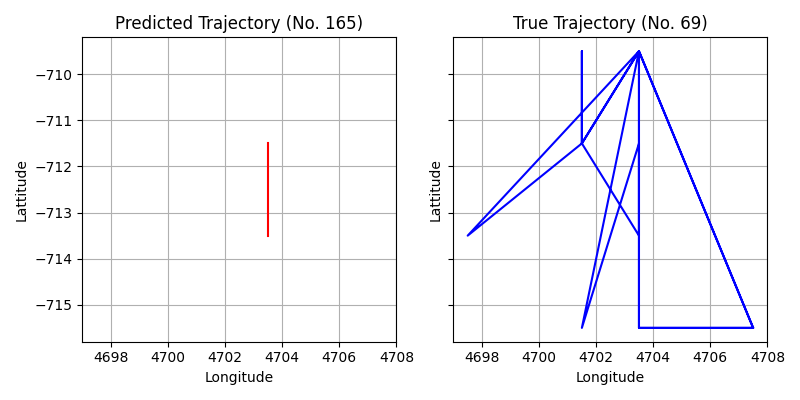 Predicted Trajectory (No. 165)
True Trajectory (No. 69)
Lattitude
−710
−711
−712
−713
−714
−715
4698 4700 4702 4704 4706 4708
Longitude
Lattitude
4698 4700 4702 4704 4706 4708
Longitude